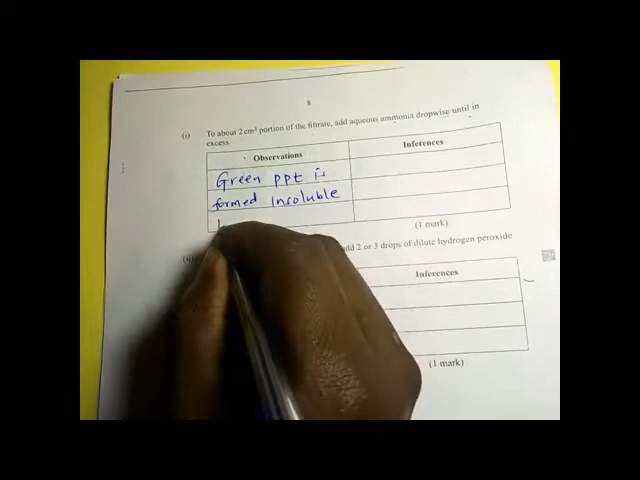 8
(i) To about 2 cm³ portion of the filtrate, add aqueous ammonia dropwise until in
excess.
Observations Inferences
Green ppt is
formed insoluble
(1 mark)
(ii) add 2 or 3 drops of dilute hydrogen peroxide
Inferences
(1 mark)